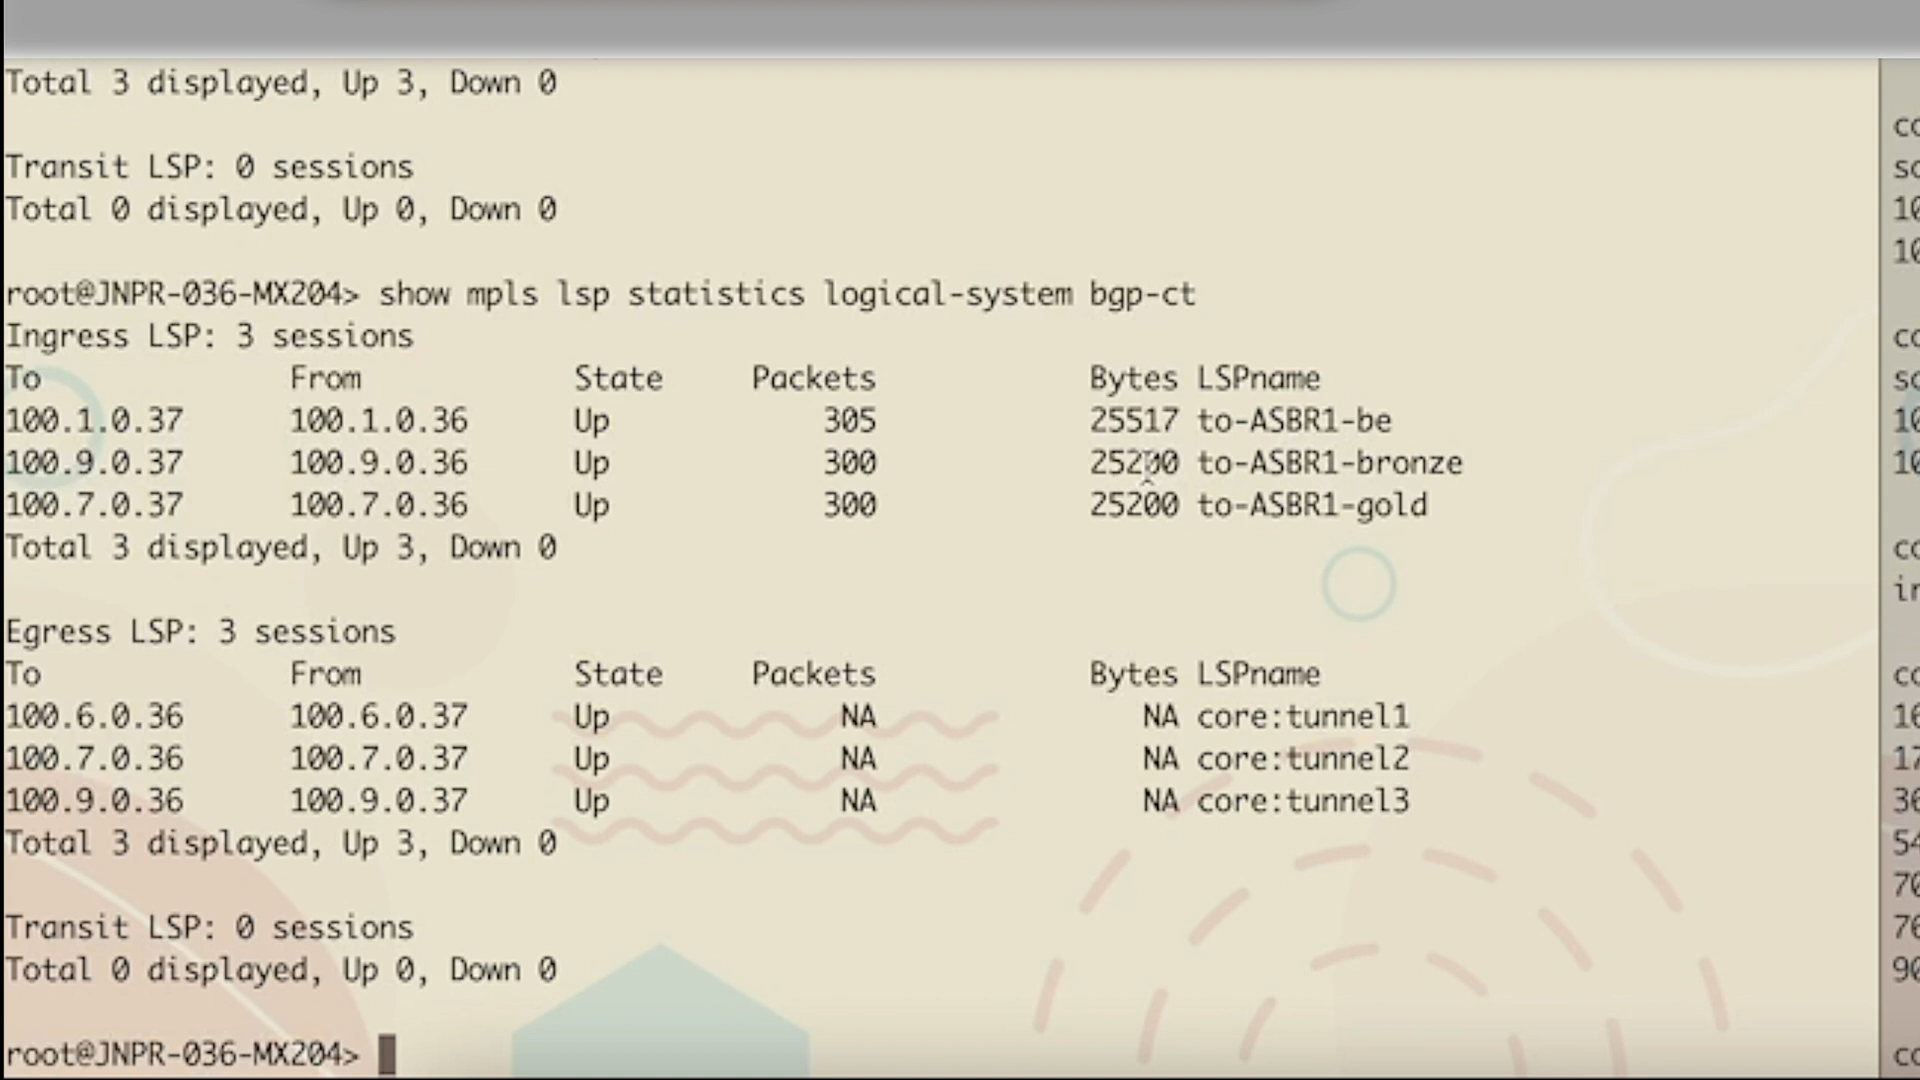 Total 3 displayed, Up 3, Down 0
Transit LSP: 0 sessions
Total 0 displayed, Up 0, Down 0
root@JNPR-036-MX204> show mpls lsp statistics logical-system bgp-ct
Ingress LSP: 3 sessions
To From State Packets Bytes LSPname
100.1.0.37 100.1.0.36 Up 305 25517 to-ASBR1-be
100.9.0.37 100.9.0.36 Up 300 25200 to-ASBR1-bronze
100.7.0.37 100.7.0.36 Up 300 25200 to-ASBR1-gold
Total 3 displayed, Up 3, Down 0
Egress LSP: 3 sessions
To From State Packets Bytes LSPname
100.6.0.36 100.6.0.37 Up NA NA core:tunnel1
100.7.0.36 100.7.0.37 Up NA NA core:tunnel2
100.9.0.36 100.9.0.37 Up NA NA core:tunnel3
Total 3 displayed, Up 3, Down 0
Transit LSP: 0 sessions
Total 0 displayed, Up 0, Down 0
root@JNPR-036-MX204>